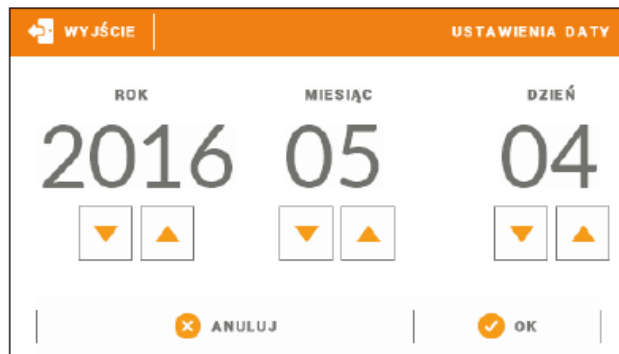 WYJŚCIE USTAWIENIA DATY
ROK MIESIĄC DZIEŃ
2016 05 04
ANULUJ OK